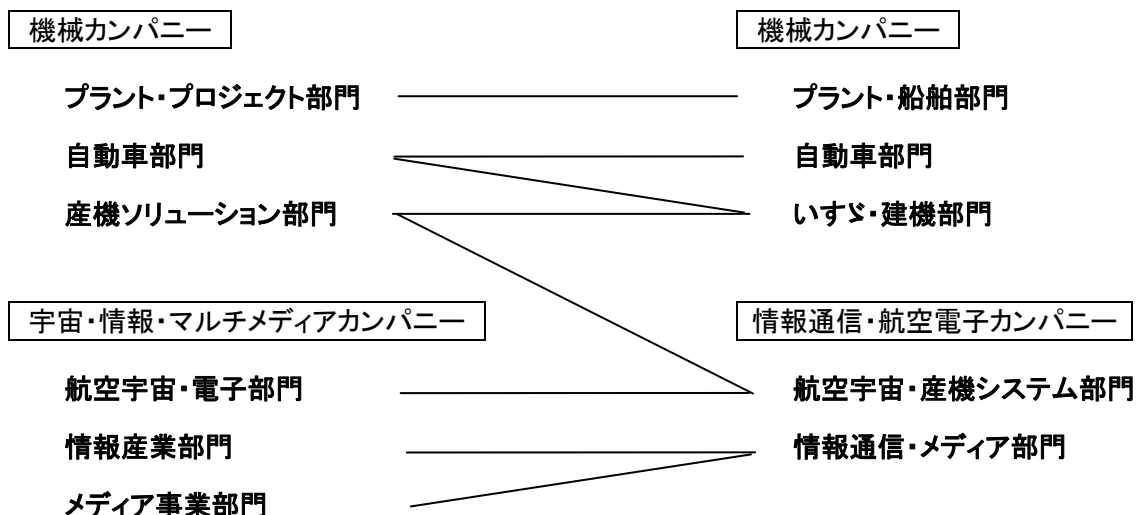 機械カンパニー
機械カンパニー
プラント・プロジェクト部門
プラント・船舶部門
自動車部門
自動車部門
産機ソリューション部門
いすゞ・建機部門
宇宙・情報・マルチメディアカンパニー
情報通信・航空電子カンパニー
航空宇宙・電子部門
航空宇宙・産機システム部門
情報産業部門
情報通信・メディア部門
メディア事業部門